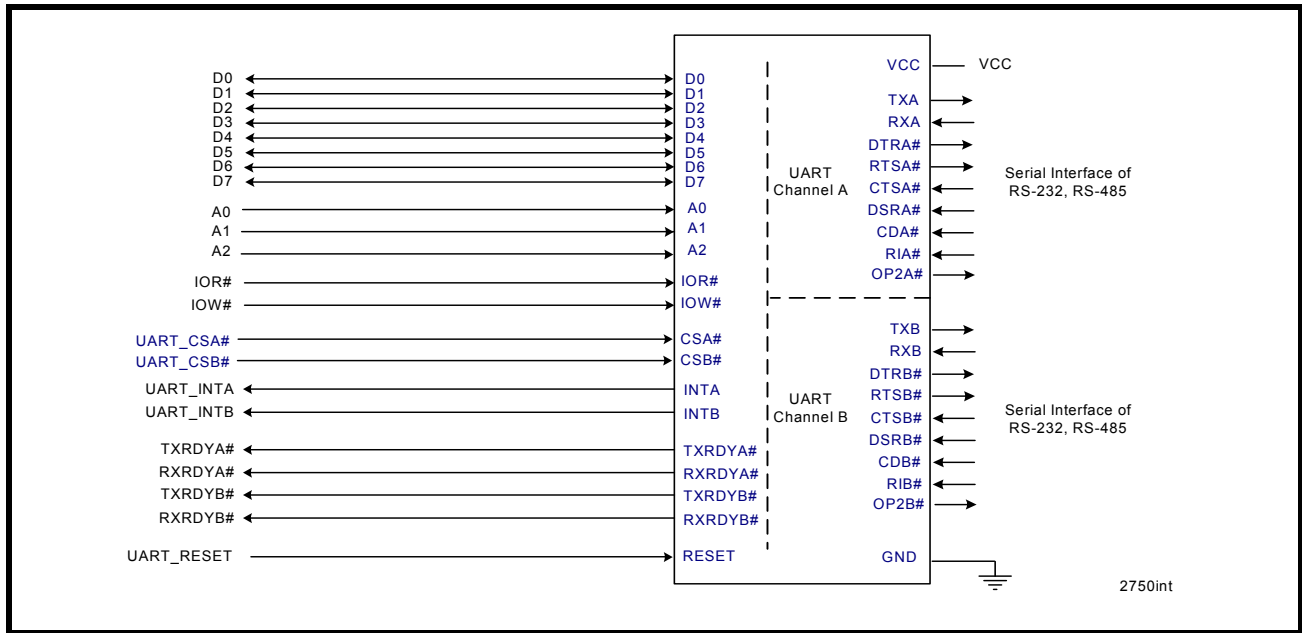 D0
D1
D2
D3
D4
D5
D6
D7
A0
A1
A2
IOR#
IOW#
UART_CSA#
UART_CSB#
UART_INTA
UART_INTB
TXRDYA#
RXRDYA#
TXRDYB#
RXRDYB#
UART_RESET
D0
D1
D2
D3
D4
D5
D6
D7
A0
A1
A2
IOR#
IOW#
CSA#
CSB#
INTA
INTB
TXRDYA#
RXRDYA#
TXRDYB#
RXRDYB#
RESET
UART
Channel A
UART
Channel B
VCC
TXA
RXA
DTRA#
RTSA#
CTSA#
DSRA#
CDA#
RIA#
OP2A#
TXB
RXB
DTRB#
RTSB#
CTSB#
DSRB#
CDB#
RIB#
OP2B#
GND
VCC
Serial Interface of
RS-232, RS-485
Serial Interface of
RS-232, RS-485
2750int